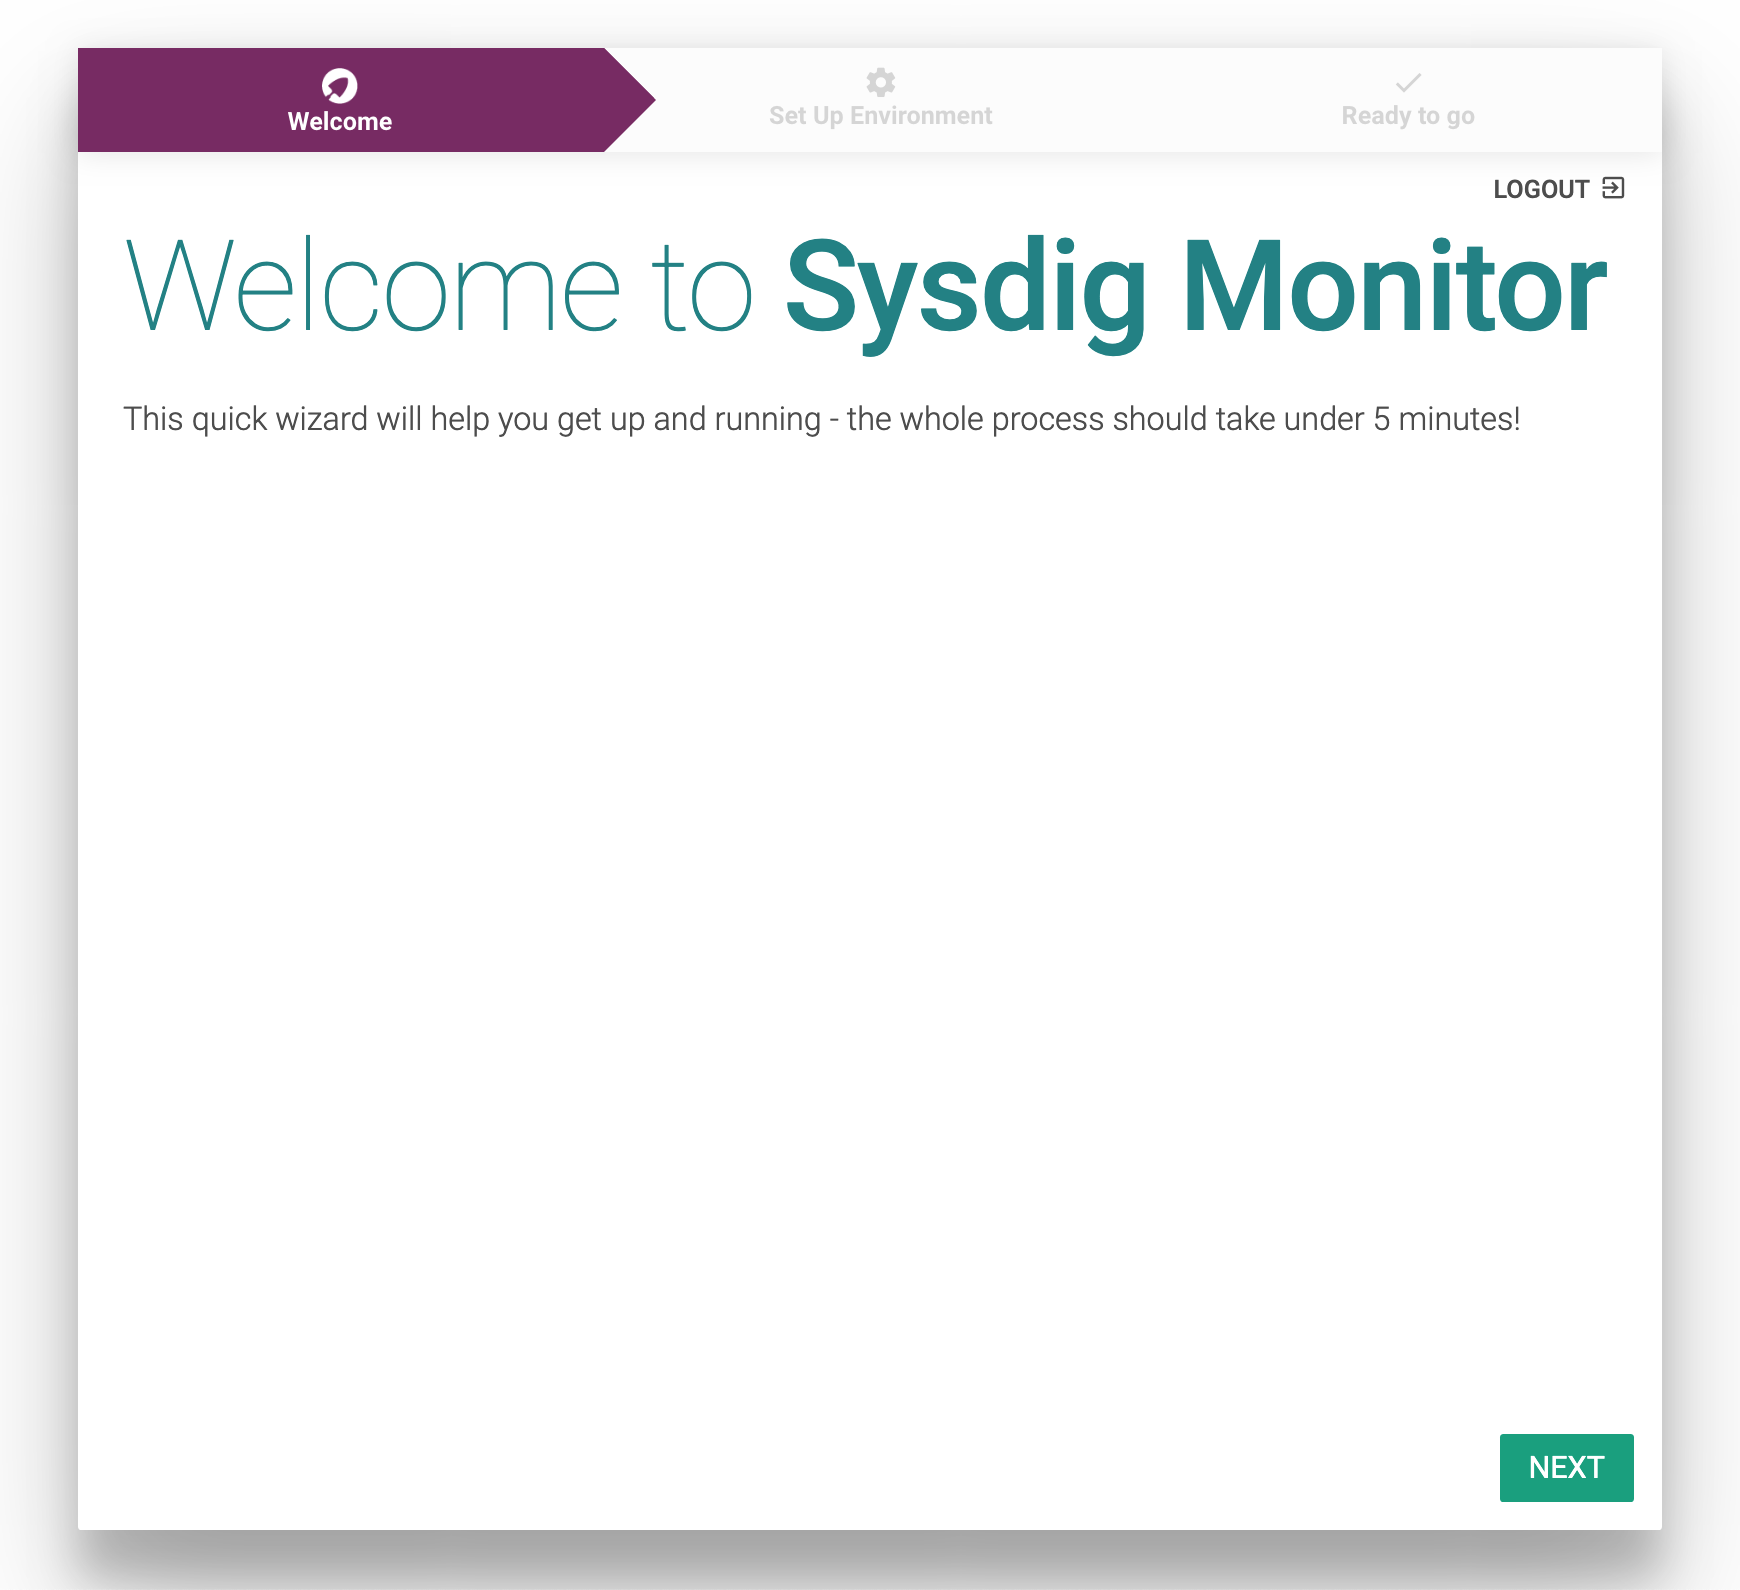 Welcome
Set Up Environment
Ready to go
LOGOUT
Welcome to Sysdig Monitor
This quick wizard will help you get up and running - the whole process should take under 5 minutes!
NEXT